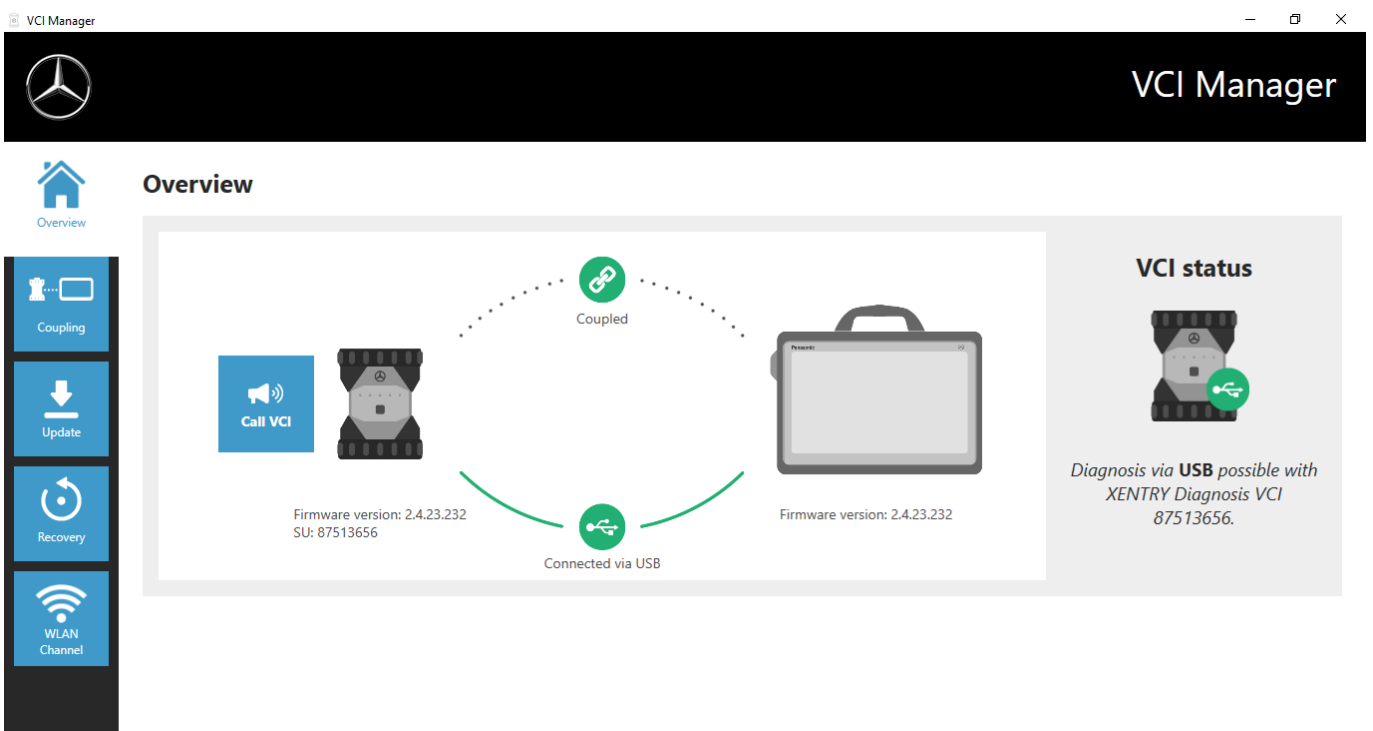 VCI Manager
VCI Manager
Overview
Coupling
Update
Recovery
WLAN
Channel
Overview
Coupled
Call VCI
Panasonic
Firmware version: 2.4.23.232
SU: 87513656
Firmware version: 2.4.23.232
Connected via USB
VCI status
Diagnosis via USB possible with
XENTRY Diagnosis VCI
87513656.